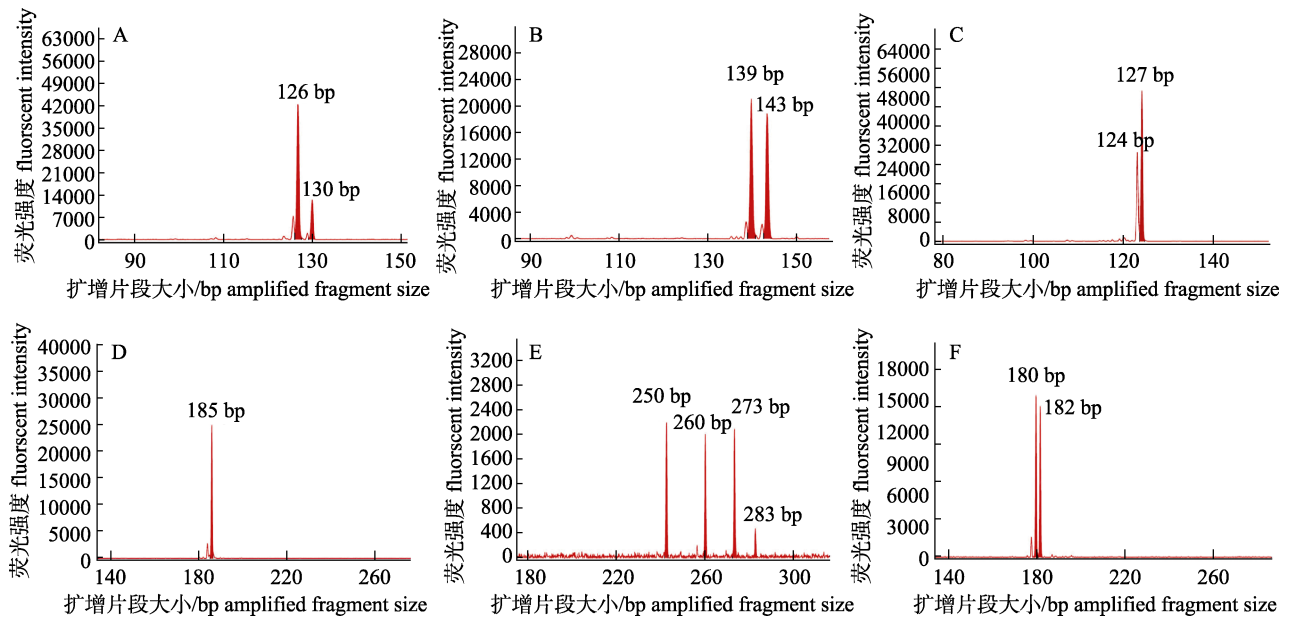 A
荧光强度 fluorscent intensity
63000
56000
49000
42000
35000
28000
21000
14000
7000
0
126 bp
130 bp
90
110
130
150
扩增片段大小/bp amplified fragment size
B
荧光强度 fluorscent intensity
28000
24000
20000
16000
12000
8000
4000
0
139 bp
143 bp
90
110
130
150
扩增片段大小/bp amplified fragment size
C
荧光强度 fluorscent intensity
64000
56000
48000
40000
32000
24000
16000
8000
0
127 bp
124 bp
80
100
120
140
扩增片段大小/bp amplified fragment size
D
荧光强度 fluorscent intensity
40000
35000
30000
25000
20000
15000
10000
5000
0
185 bp
140
180
220
260
扩增片段大小/bp amplified fragment size
E
荧光强度 fluorscent intensity
3200
2800
2400
2000
1600
1200
800
400
0
250 bp
260 bp
273 bp
283 bp
180
220
260
300
扩增片段大小/bp amplified fragment size
F
荧光强度 fluorscent intensity
18000
15000
12000
9000
6000
3000
0
180 bp
182 bp
140
180
220
260
扩增片段大小/bp amplified fragment size